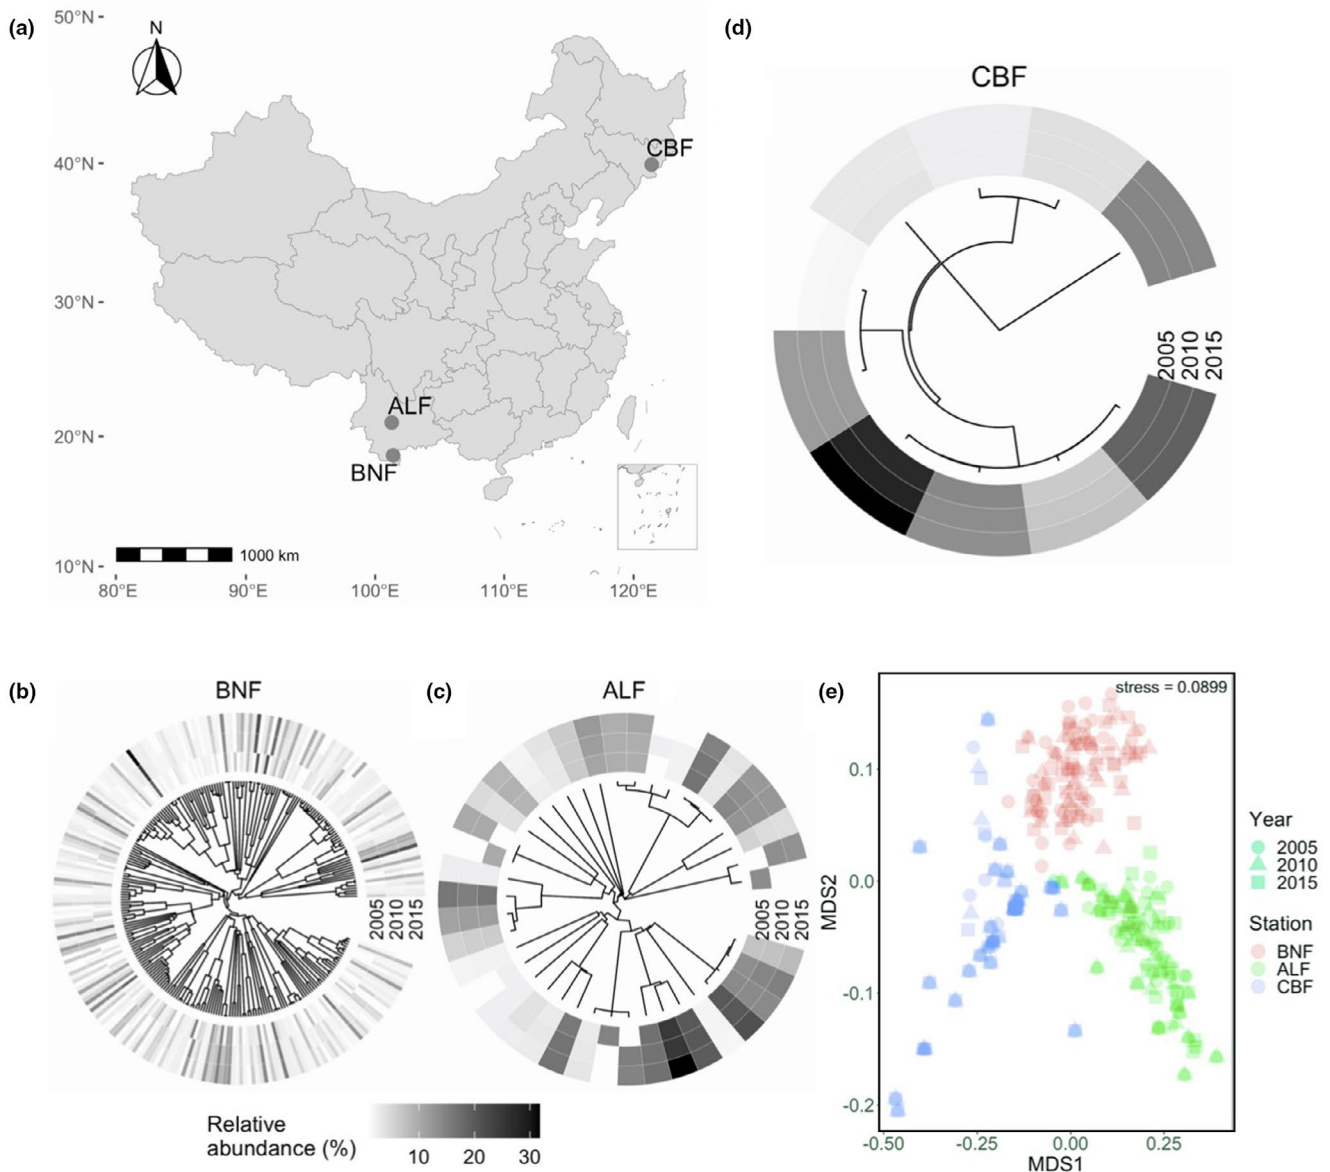 (a)
50°N
40°N
30°N
20°N
10°N
N
CBF
ALF
BNF
1000 km
80°E
90°E
100°E
110°E
120°E
(d)
CBF
2005
2010
2015
(b)
BNF
2005
2010
2015
Relative
abundance (%)
10
20
30
(c)
ALF
2005
2010
2015
(e)
stress = 0.0899
MDS2
0.1
0.0
-0.1
-0.2
-0.50
-0.25
0.00
0.25
MDS1
Year
2005
2010
2015
Station
BNF
ALF
CBF